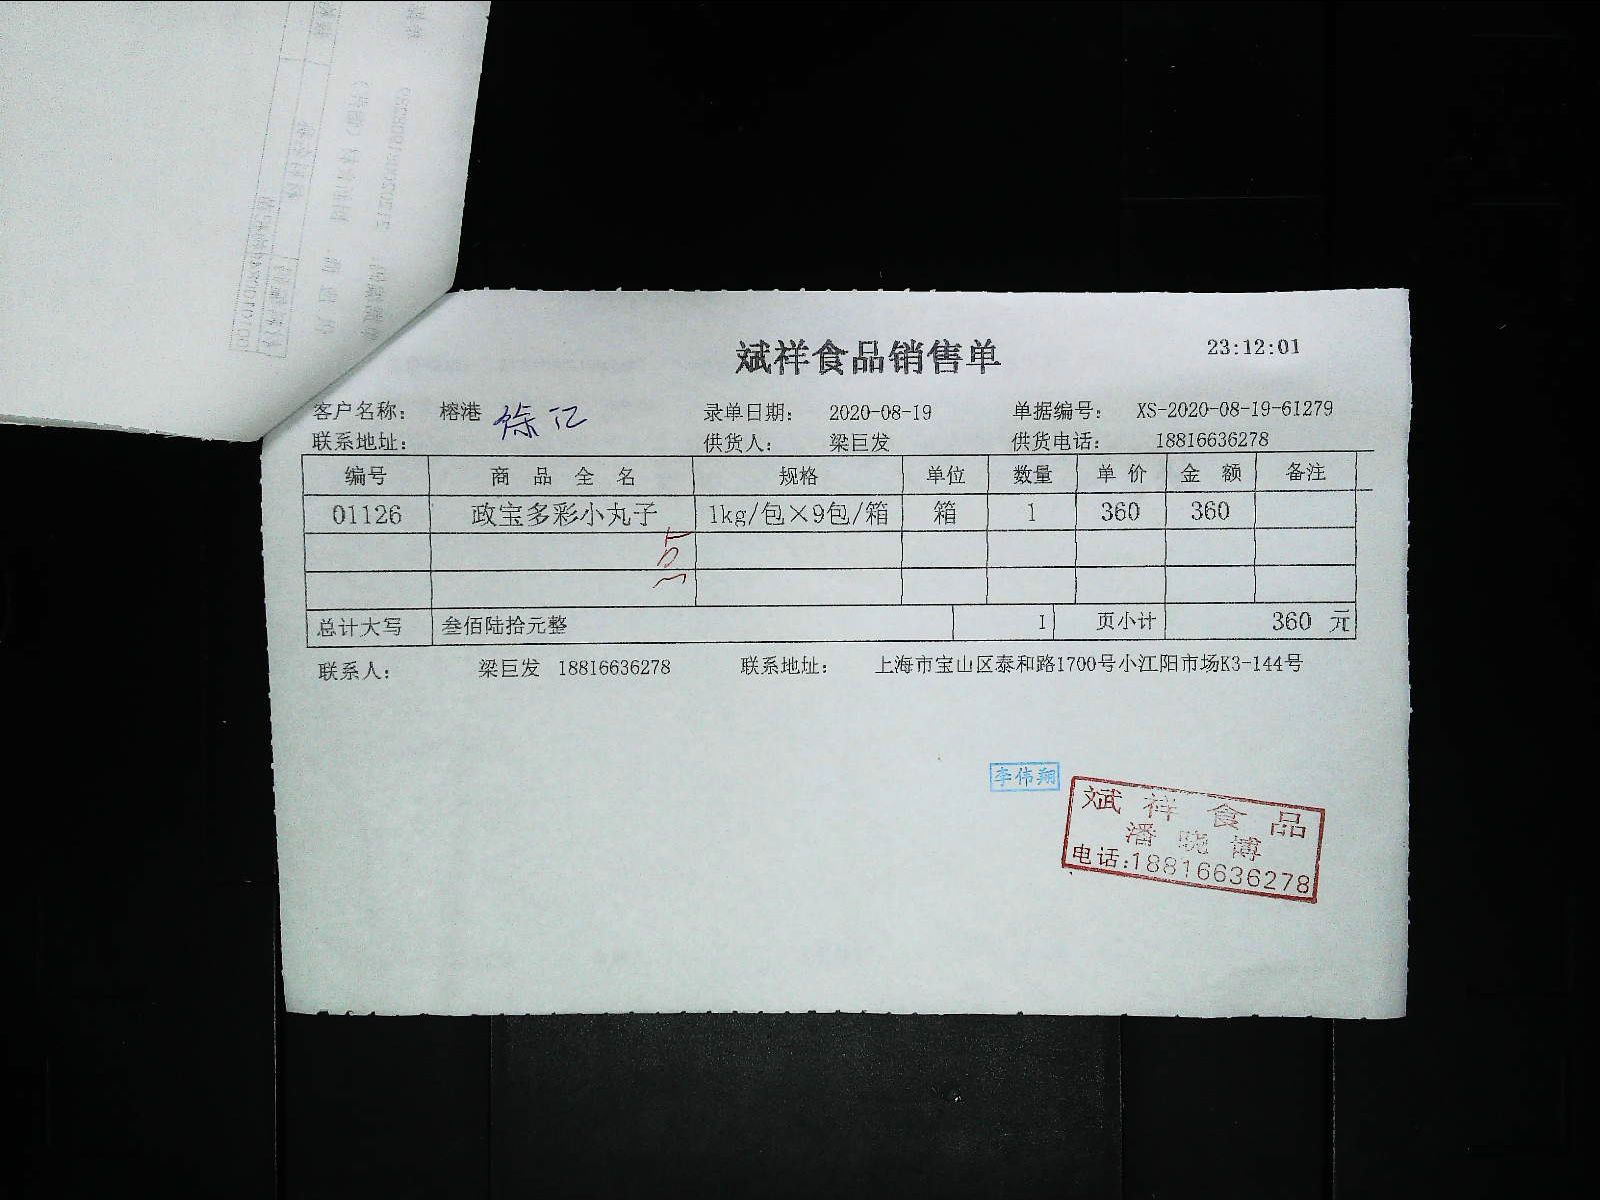 斌祥食品销售单 23:12:01
客户名称： 榕港 徐汇 录单日期： 2020-08-19 单据编号： XS-2020-08-19-61279
联系地址： 供货人： 梁巨发 供货电话： 18816636278
编号 商品全名 规格 单位 数量 单价 金额 备注
01126 政宝多彩小丸子 1kg/包×9包/箱 箱 1 360 360
总计大写 叁佰陆拾元整 1 页小计 360 元
联系人： 梁巨发 18816636278 联系地址： 上海市宝山区泰和路1700号小江阳市场K3-144号
李伟翔
斌祥食品
潘晓博
电话:18816636278